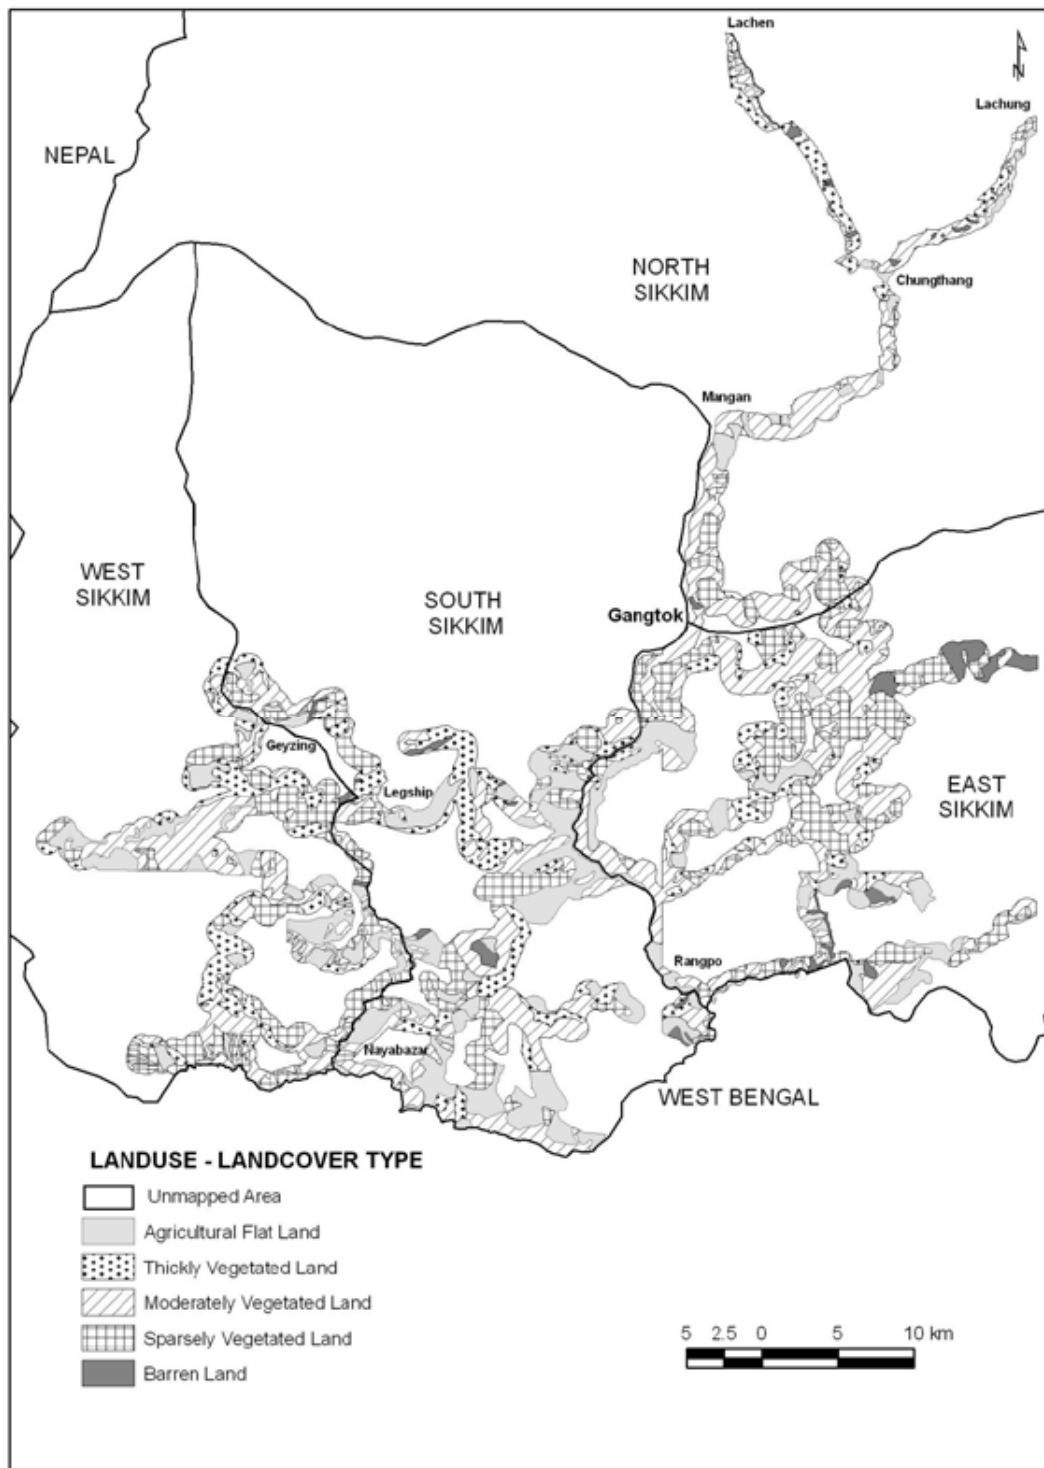 Lachen
N
Lachung
NEPAL
NORTH
SIKKIM
Chungthang
Mangan
WEST
SIKKIM
SOUTH
SIKKIM
Gangtok
Geyzing
Legship
EAST
SIKKIM
Rangpo
Nayabazar
WEST BENGAL
LANDUSE - LANDCOVER TYPE
Unmapped Area
Agricultural Flat Land
Thickly Vegetated Land
Moderately Vegetated Land
Sparsely Vegetated Land
Barren Land
5 2.5 0 5 10 km